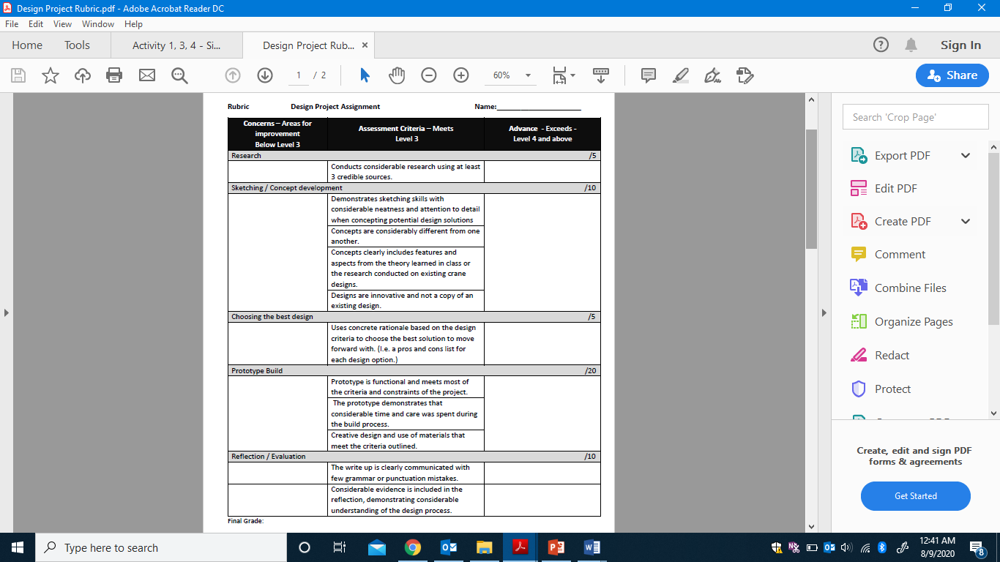 Design Project Rubric.pdf - Adobe Acrobat Reader DC
File Edit View Window Help
Home Tools Activity 1, 3, 4 - Si... Design Project Rub... × Sign In
1 / 2 60% Share
Rubric Design Project Assignment Name:____________________
Concerns – Areas for
improvement
Below Level 3
Assessment Criteria – Meets
Level 3
Advance - Exceeds -
Level 4 and above
Research /5
Conducts considerable research using at least
3 credible sources.
Sketching / Concept development /10
Demonstrates sketching skills with
considerable neatness and attention to detail
when concepting potential design solutions
Concepts are considerably different from one
another.
Concepts clearly includes features and
aspects from the theory learned in class or
the research conducted on existing crane
designs.
Designs are innovative and not a copy of an
existing design.
Choosing the best design /5
Uses concrete rationale based on the design
criteria to choose the best solution to move
forward with. (I.e. a pros and cons list for
each design option.)
Prototype Build /20
Prototype is functional and meets most of
the criteria and constraints of the project.
The prototype demonstrates that
considerable time and care was spent during
the build process.
Creative design and use of materials that
meet the criteria outlined.
Reflection / Evaluation /10
The write up is clearly communicated with
few grammar or punctuation mistakes.
Considerable evidence is included in the
reflection, demonstrating considerable
understanding of the design process.
Final Grade:
Search 'Crop Page'
Export PDF
Edit PDF
Create PDF
Comment
Combine Files
Organize Pages
Redact
Protect
Create, edit and sign PDF
forms & agreements
Get Started
Type here to search
12:41 AM
8/9/2020
8